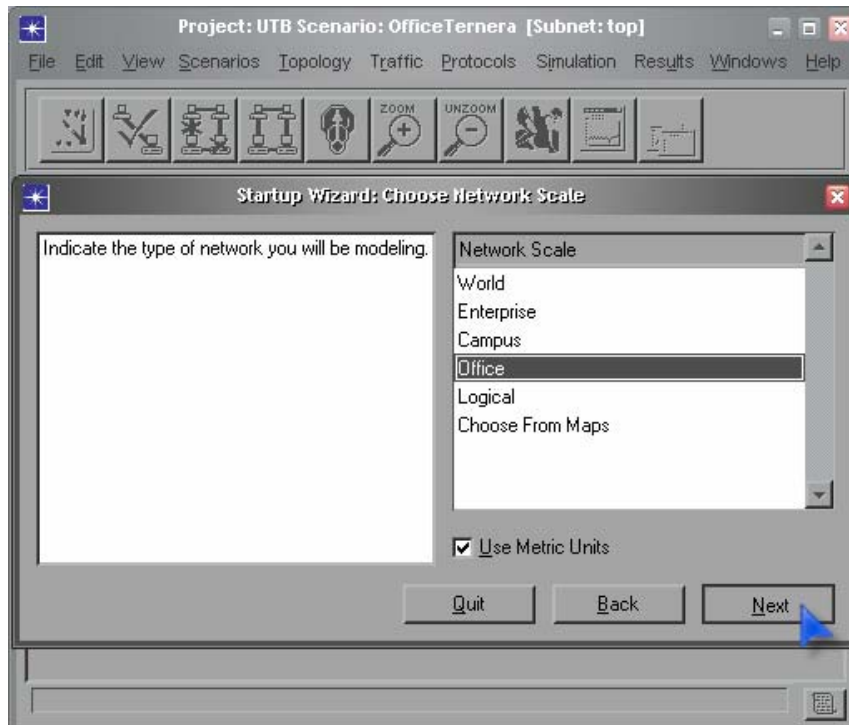 Project: UTB Scenario: OfficeTernera [Subnet: top]
File Edit View Scenarios Topology Traffic Protocols Simulation Results Windows Help
ZOOM UNZOOM
Startup Wizard: Choose Network Scale
Indicate the type of network you will be modeling.
Network Scale
World
Enterprise
Campus
Office
Logical
Choose From Maps
Use Metric Units
Quit Back Next